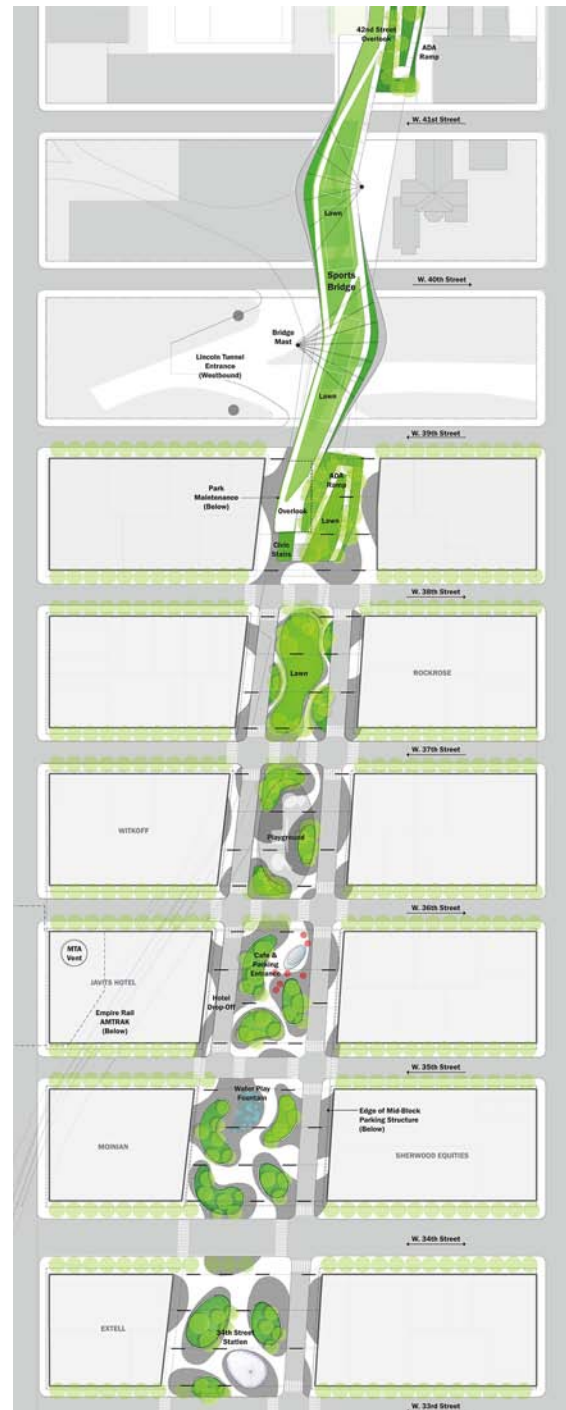 42nd Street
Overlook
ADA
Ramp
W. 41st Street
Lawn
Sports
Bridge
W. 40th Street
Bridge
Mast
Lincoln Tunnel
Entrance
(Westbound)
Lawn
W. 39th Street
Park
Maintenance
(Below)
ADA
Ramp
Overlook
Lawn
Civic
Stairs
W. 38th Street
Lawn
ROCKROSE
W. 37th Street
WITKOFF
Playground
W. 36th Street
MTA
Vent
Cafe &
Parking
Entrance
JAVITS HOTEL
Hotel
Drop-Off
Empire Rail
AMTRAK
(Below)
W. 35th Street
Water Play
Fountain
Edge of Mid-Block
Parking Structure
(Below)
MOINIAN
SHERWOOD EQUITIES
W. 34th Street
EXTELL
34th Street
Station
W. 33rd Street